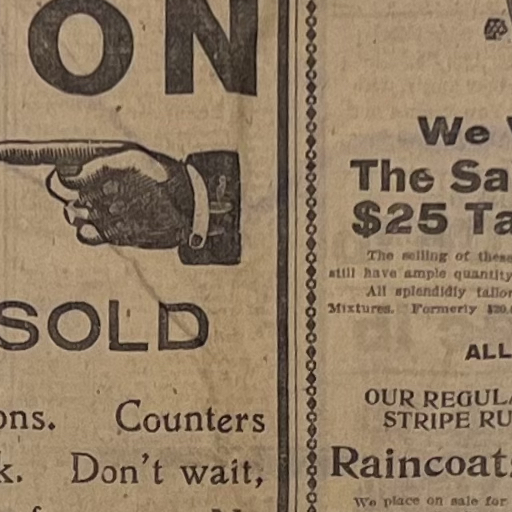 ON
SOLD
ons. Counters
k. Don't wait,
We
The Sa
$25 Ta
The selling of these
still have ample quantity
All splendidly tailor
Mixtures. Formerly $20.
ALL
OUR REGULA
STRIPE RU
Raincoats
We place on sale for